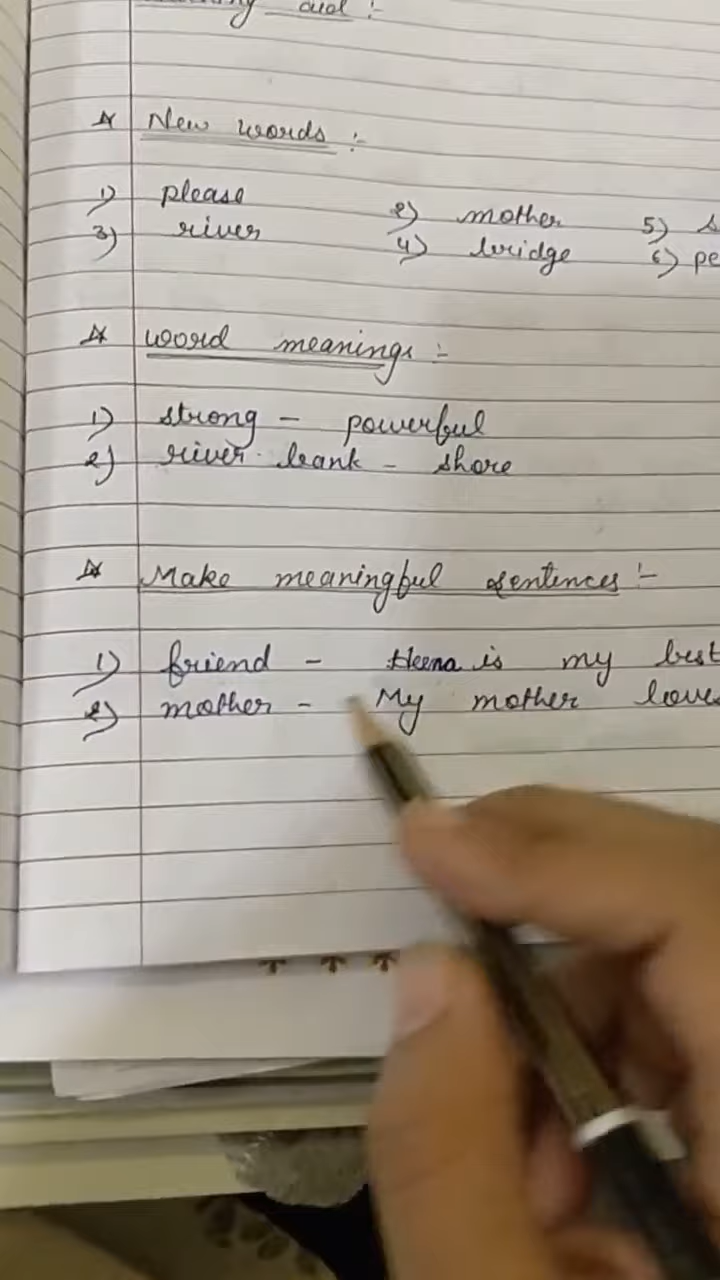 ★ New words :-
1) please 2) mother 5) s
3) river 4) bridge 6) pe
★ word meanings :-
1) strong - powerful
2) river bank - shore
★ Make meaningful sentences :-
1) friend - Heena is my best
2) mother - My mother loves